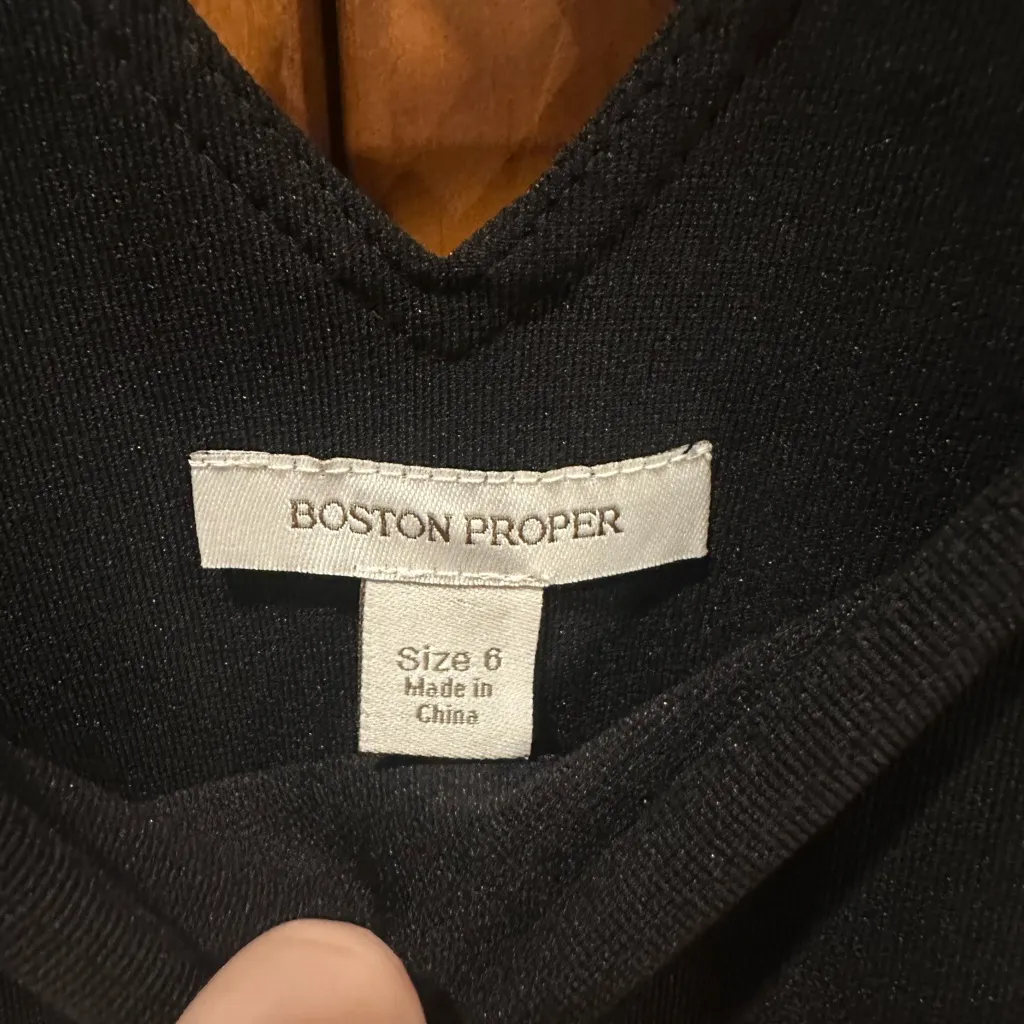 BOSTON PROPER
Size 6
Made in
China